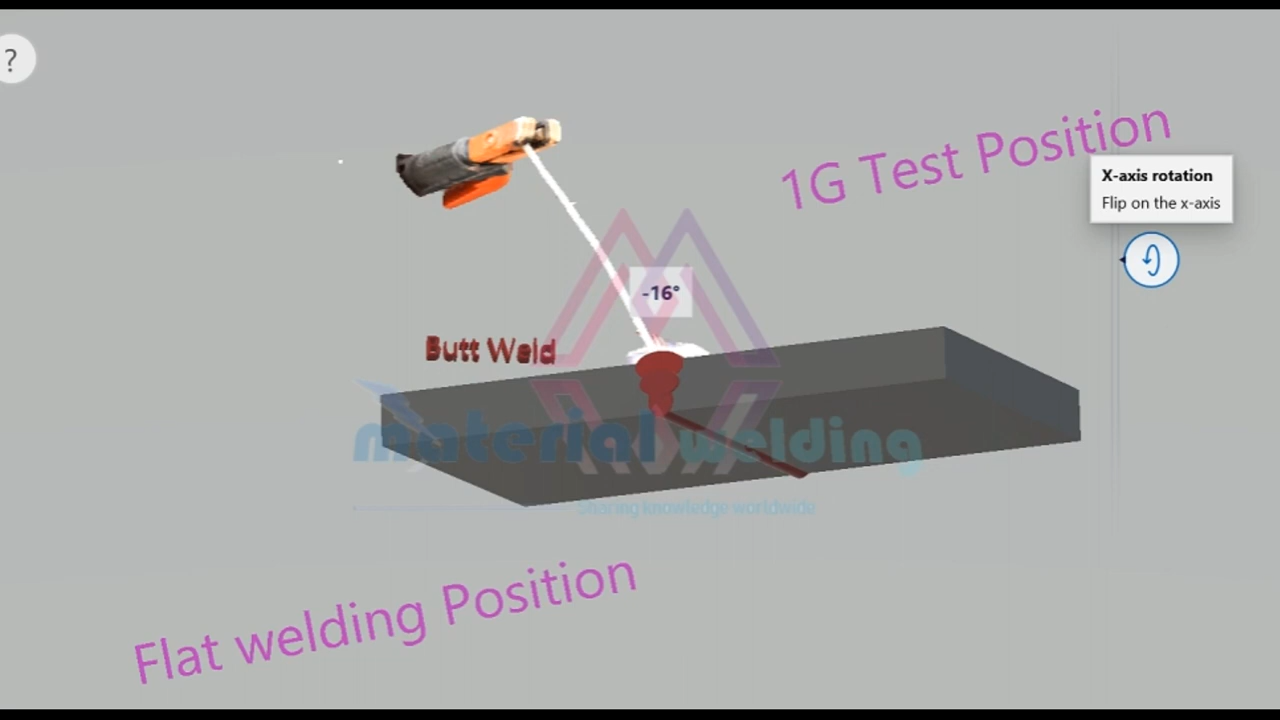 ?
1G Test Position
X-axis rotation
Flip on the x-axis
-16°
Butt Weld
material welding
Sharing knowledge worldwide
Flat welding Position